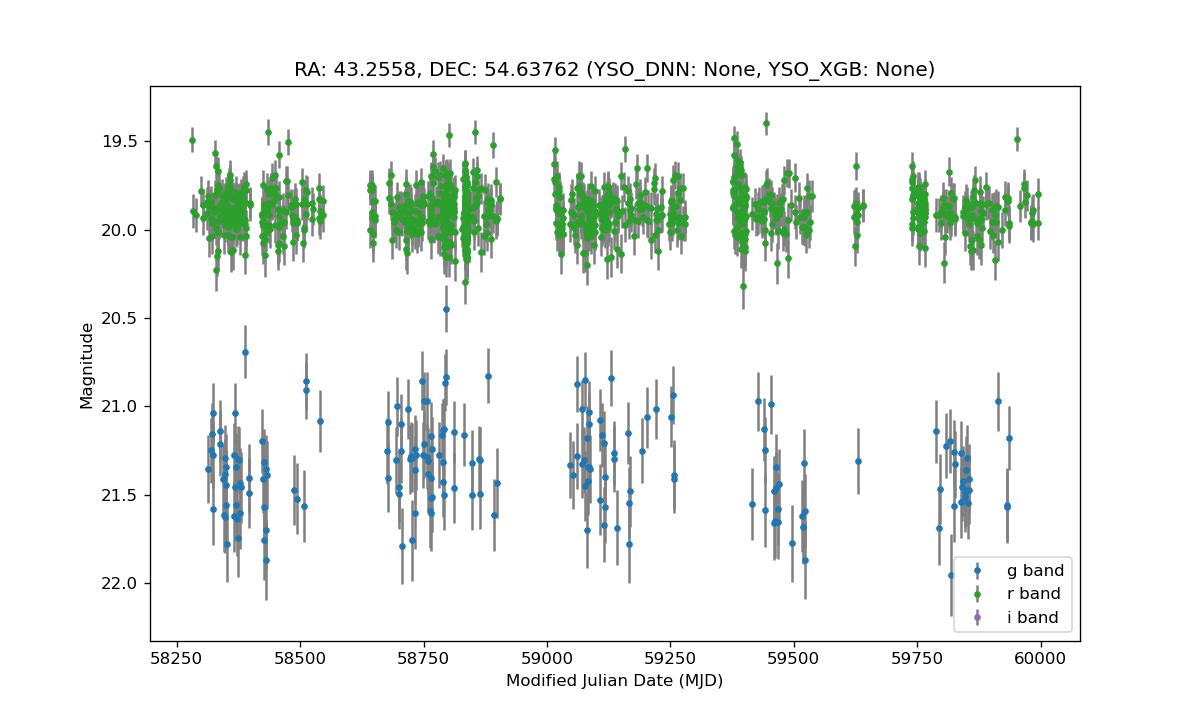 RA: 43.2558, DEC: 54.63762 (YSO_DNN: None, YSO_XGB: None)
19.5
20.0
20.5
21.0
21.5
22.0
Magnitude
g band
r band
i band
58250 58500 58750 59000 59250 59500 59750 60000
Modified Julian Date (MJD)